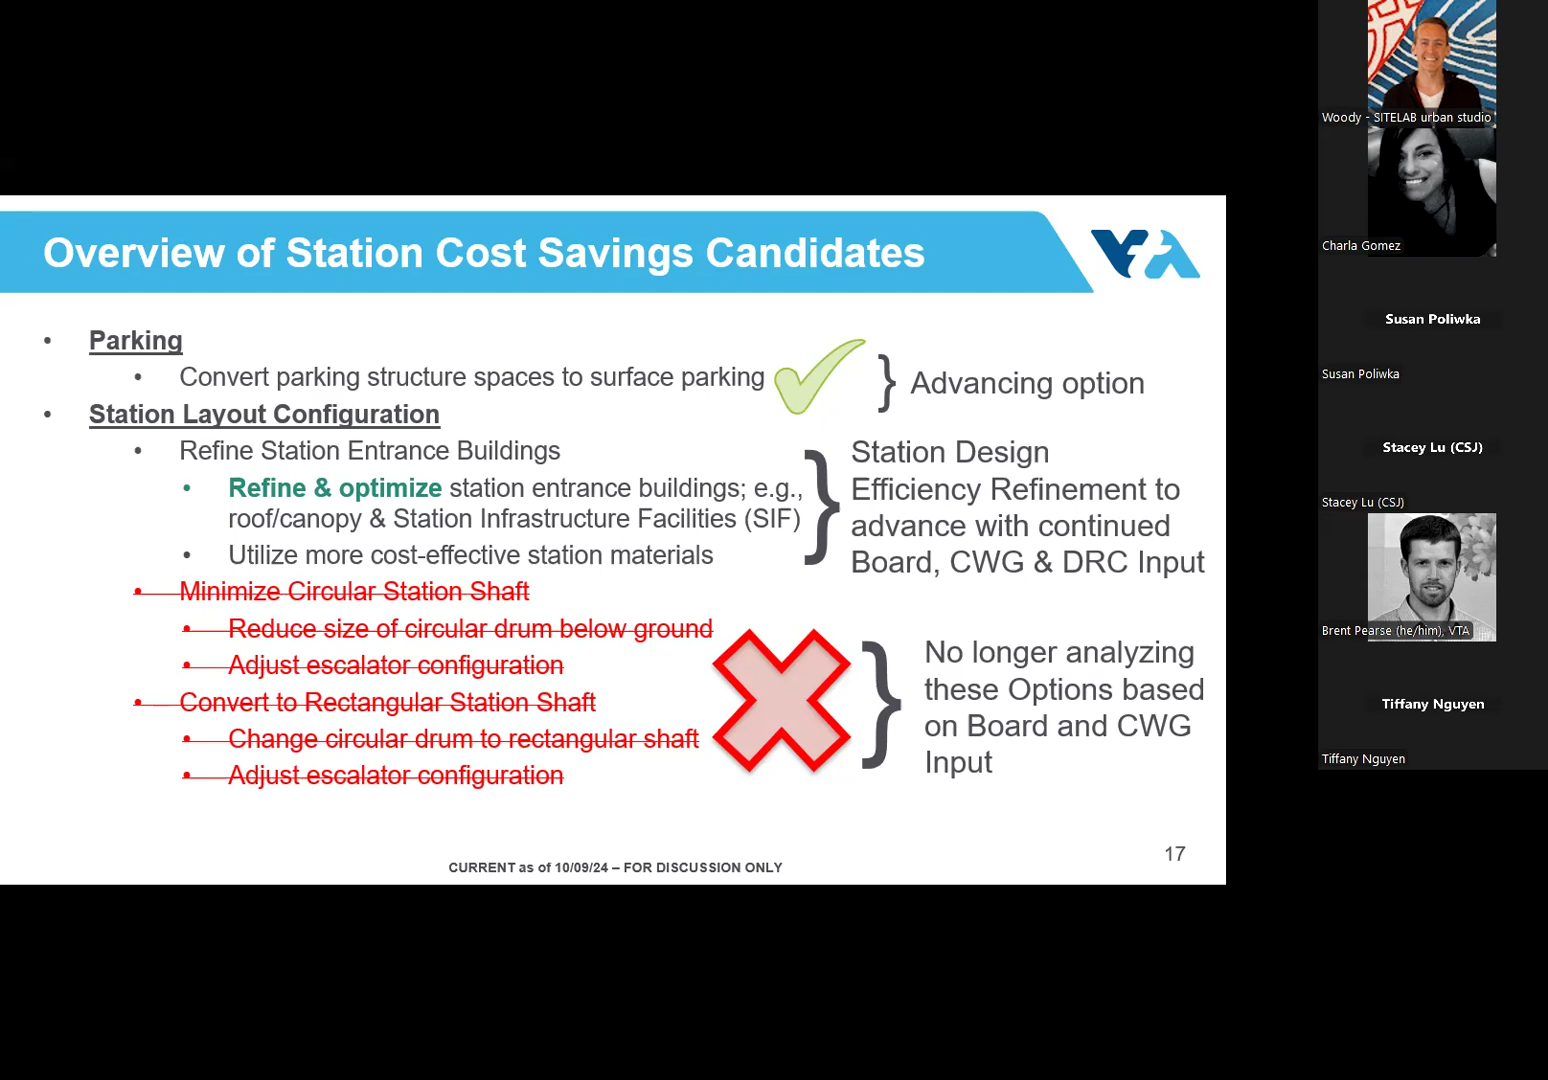 Overview of Station Cost Savings Candidates
VTA
• Parking
• Convert parking structure spaces to surface parking
} Advancing option
• Station Layout Configuration
• Refine Station Entrance Buildings
• Refine & optimize station entrance buildings; e.g.,
roof/canopy & Station Infrastructure Facilities (SIF)
• Utilize more cost-effective station materials
} Station Design
Efficiency Refinement to
advance with continued
Board, CWG & DRC Input
• Minimize Circular Station Shaft
• Reduce size of circular drum below ground
• Adjust escalator configuration
• Convert to Rectangular Station Shaft
• Change circular drum to rectangular shaft
• Adjust escalator configuration
} No longer analyzing
these Options based
on Board and CWG
Input
CURRENT as of 10/09/24 – FOR DISCUSSION ONLY
17
Woody - SITELAB urban studio
Charla Gomez
Susan Poliwka
Susan Poliwka
Stacey Lu (CSJ)
Stacey Lu (CSJ)
Brent Pearse (he/him), VTA
Tiffany Nguyen
Tiffany Nguyen